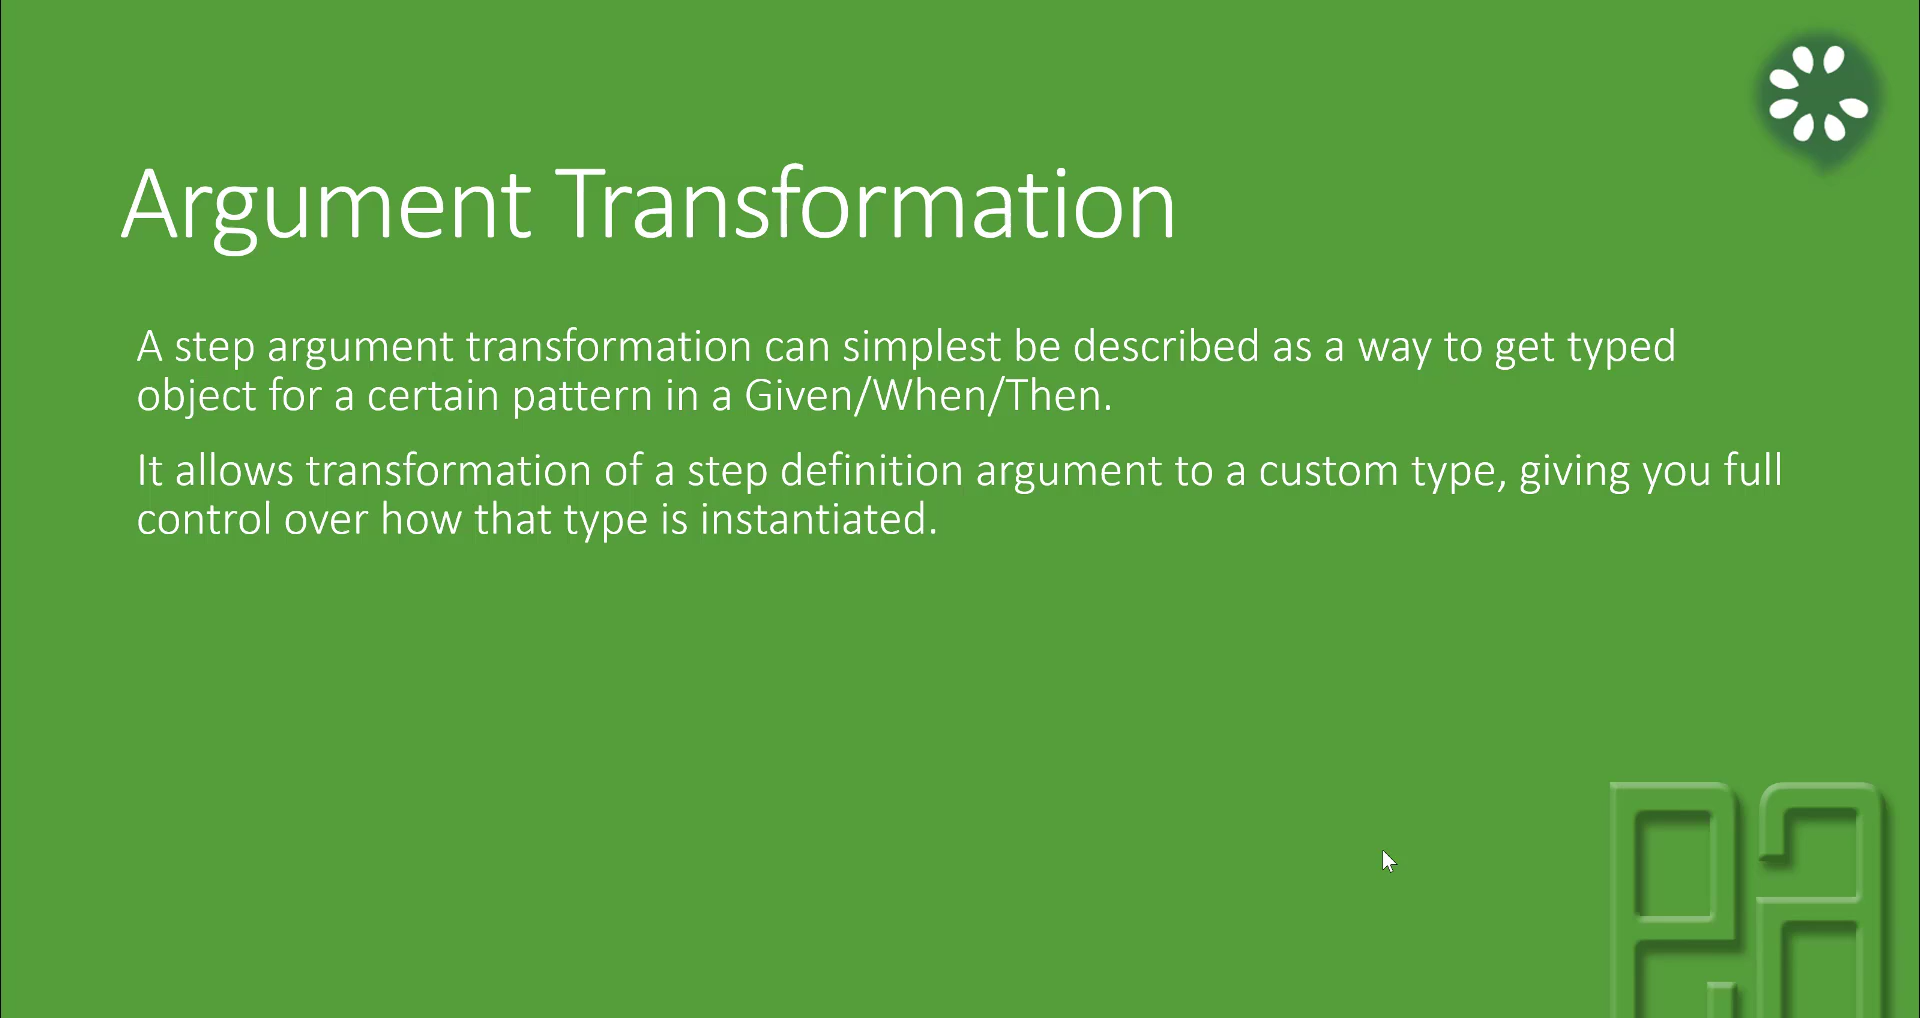 Argument Transformation
A step argument transformation can simplest be described as a way to get typed
object for a certain pattern in a Given/When/Then.
It allows transformation of a step definition argument to a custom type, giving you full
control over how that type is instantiated.